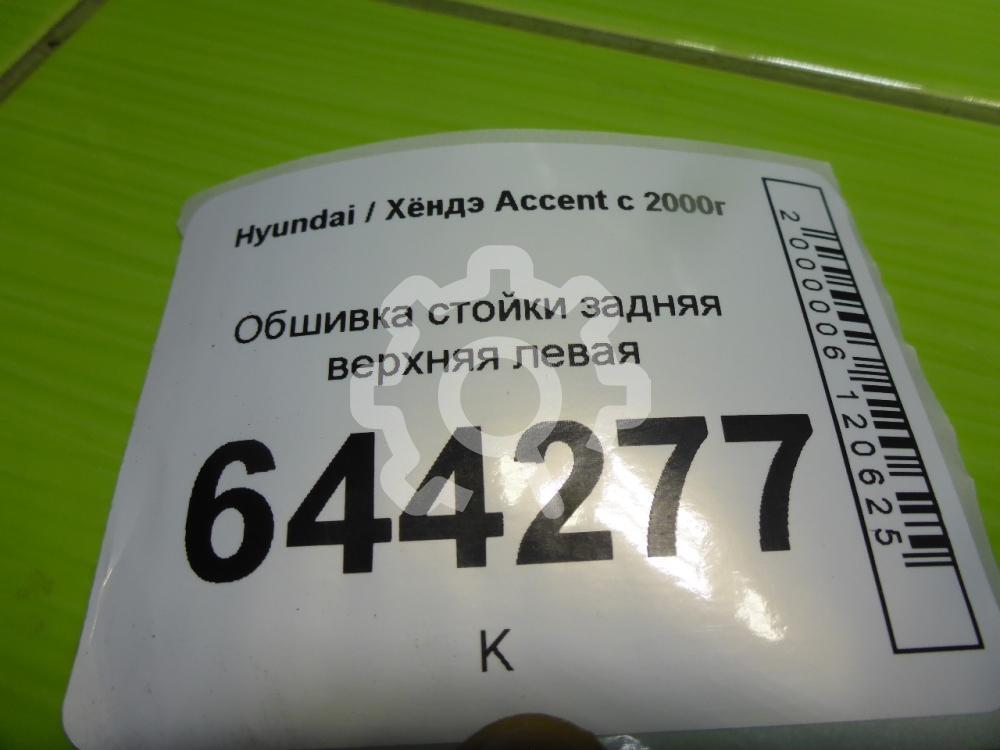 Hyundai / Хёндэ Accent с 2000г
Обшивка стойки задняя
верхняя левая
644277
К
2000006120625